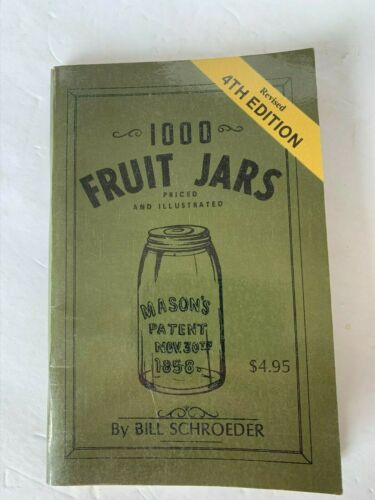 Revised
4TH EDITION
1000
FRUIT JARS
PRICED
AND ILLUSTRATED
MASON'S
PATENT
NOV. 30TH
1858.
$4.95
By BILL SCHROEDER